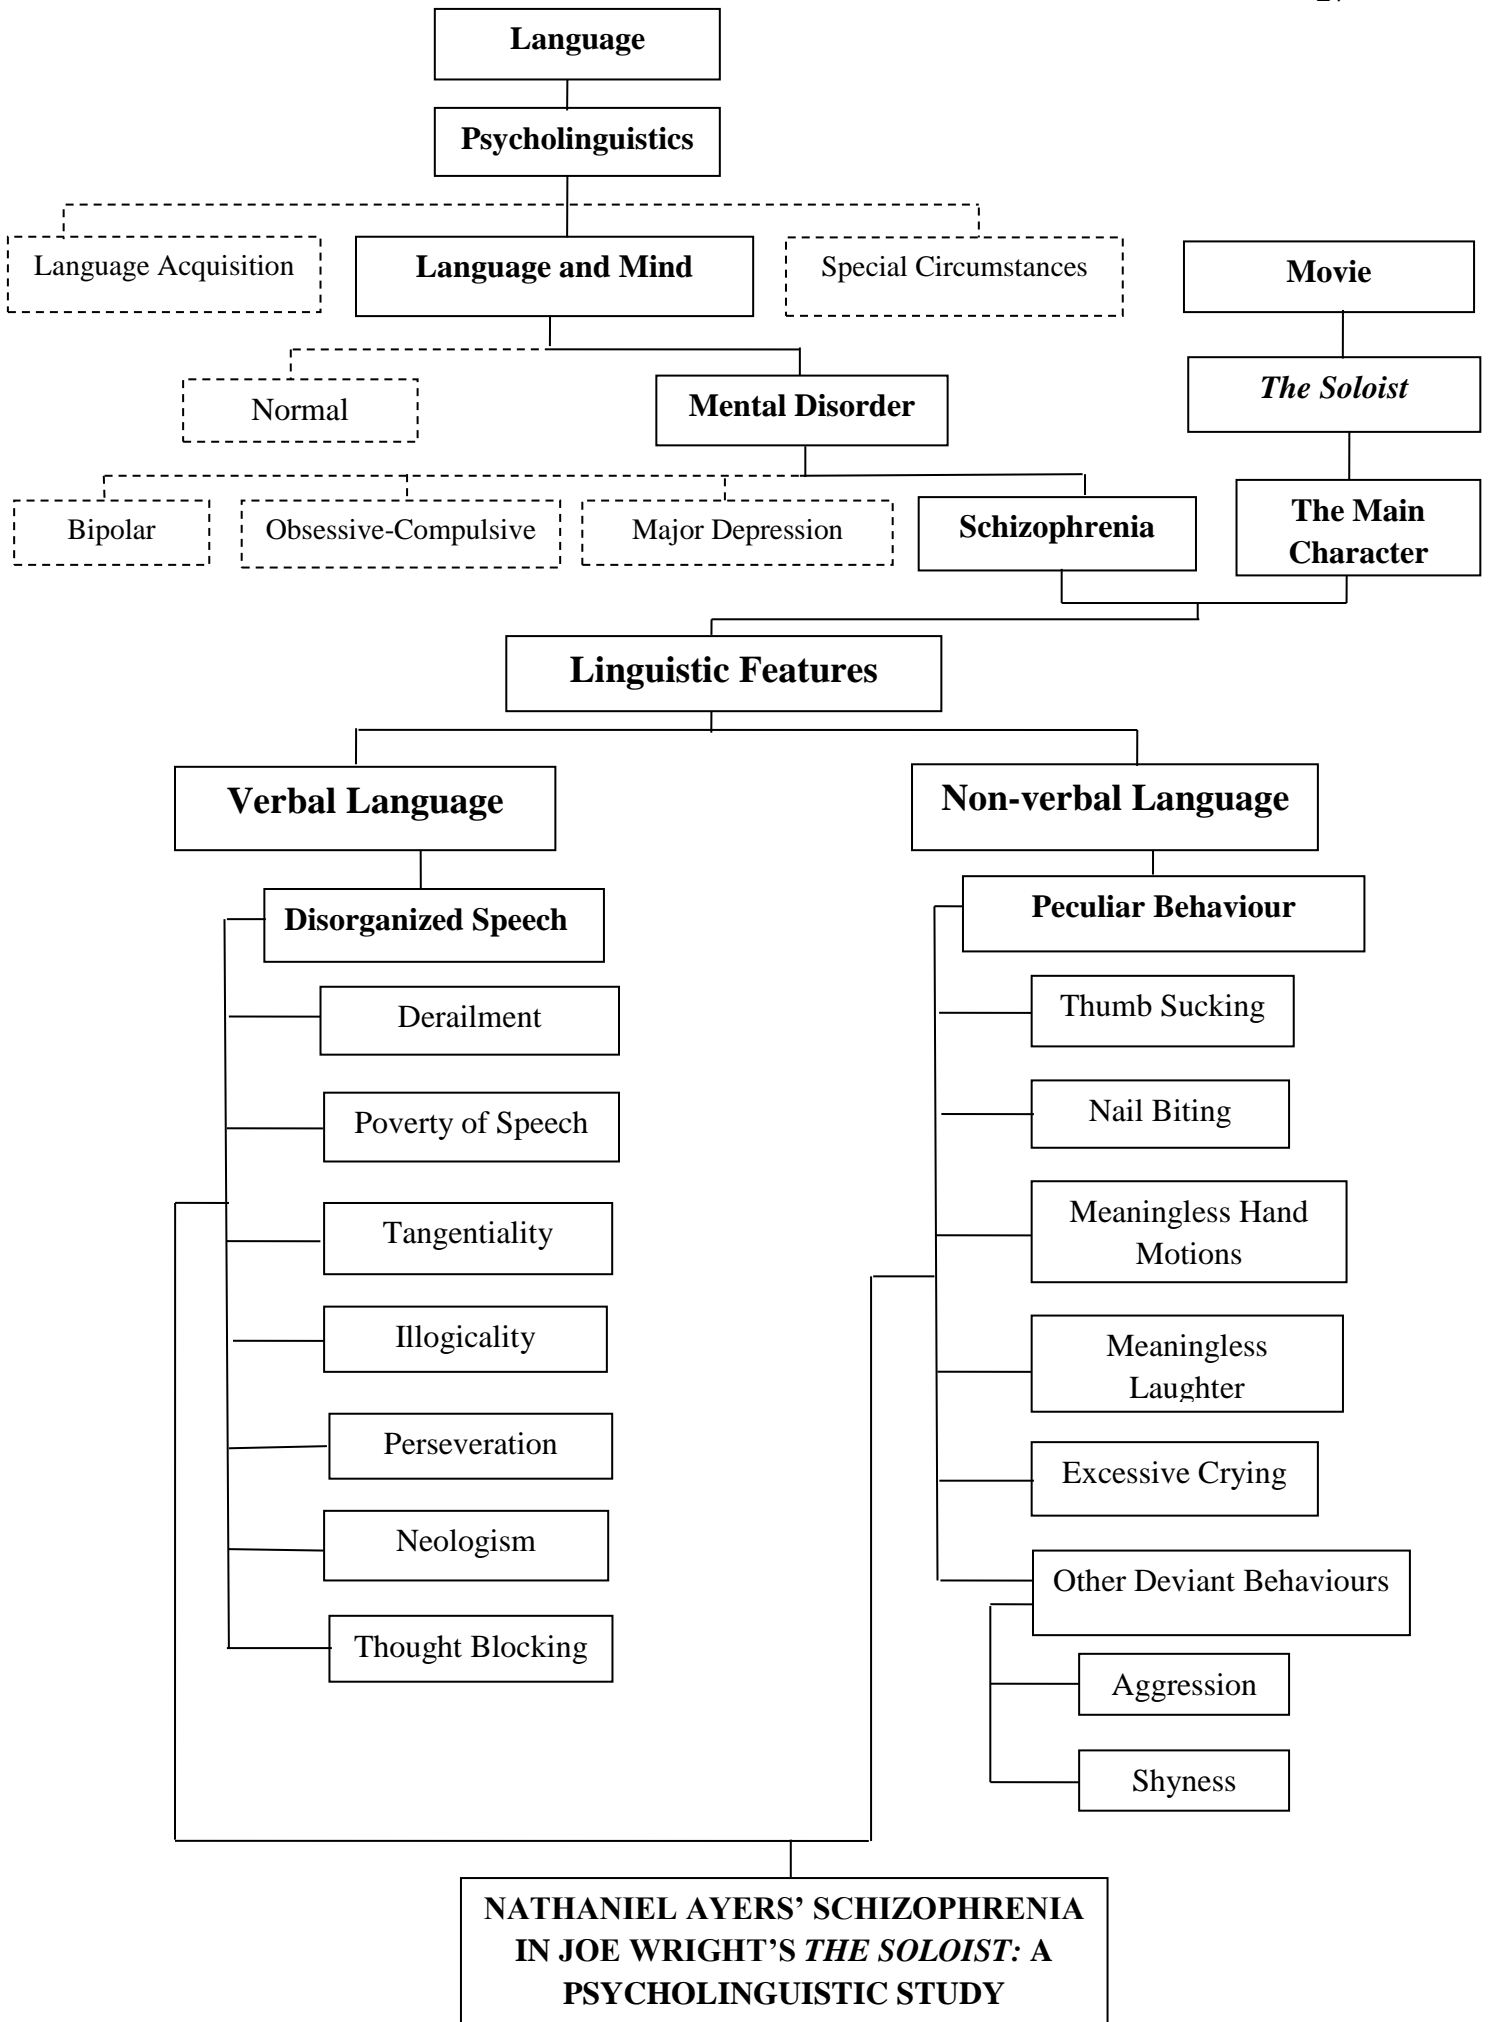 Language
Psycholinguistics
Language Acquisition
Language and Mind
Special Circumstances
Movie
Normal
Mental Disorder
The Soloist
Bipolar
Obsessive-Compulsive
Major Depression
Schizophrenia
The Main
Character
Linguistic Features
Verbal Language
Non-verbal Language
Disorganized Speech
Derailment
Poverty of Speech
Tangentiality
Illogicality
Perseveration
Neologism
Thought Blocking
Peculiar Behaviour
Thumb Sucking
Nail Biting
Meaningless Hand
Motions
Meaningless
Laughter
Excessive Crying
Other Deviant Behaviours
Aggression
Shyness
NATHANIEL AYERS’ SCHIZOPHRENIA
IN JOE WRIGHT’S THE SOLOIST: A
PSYCHOLINGUISTIC STUDY